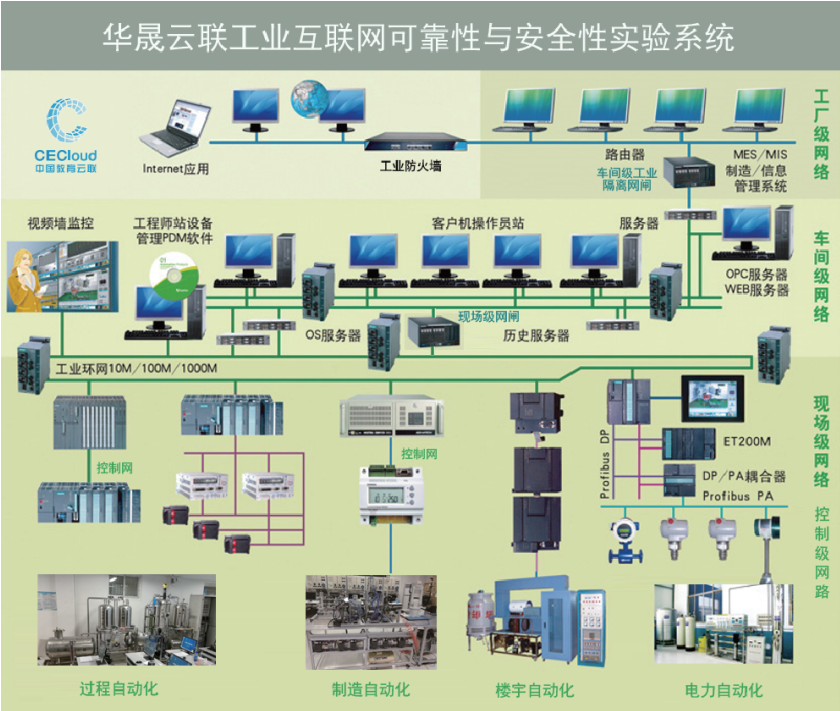 华晟云联工业互联网可靠性与安全性实验系统
CECloud
中国教育云联
Internet应用
工业防火墙
路由器
车间级工业
隔离网闸
MES/MIS
制造/信息
管理系统
工厂级网络
视频墙监控
工程师站设备
管理PDM软件
客户机操作员站
服务器
OPC服务器
WEB服务器
车间级网络
01
OS服务器
现场级网闸
历史服务器
工业环网10M/100M/1000M
控制网
控制网
Profibus DP
ET200M
DP/PA耦合器
Profibus PA
现场级网络
控制级网路
过程自动化
制造自动化
楼宇自动化
电力自动化